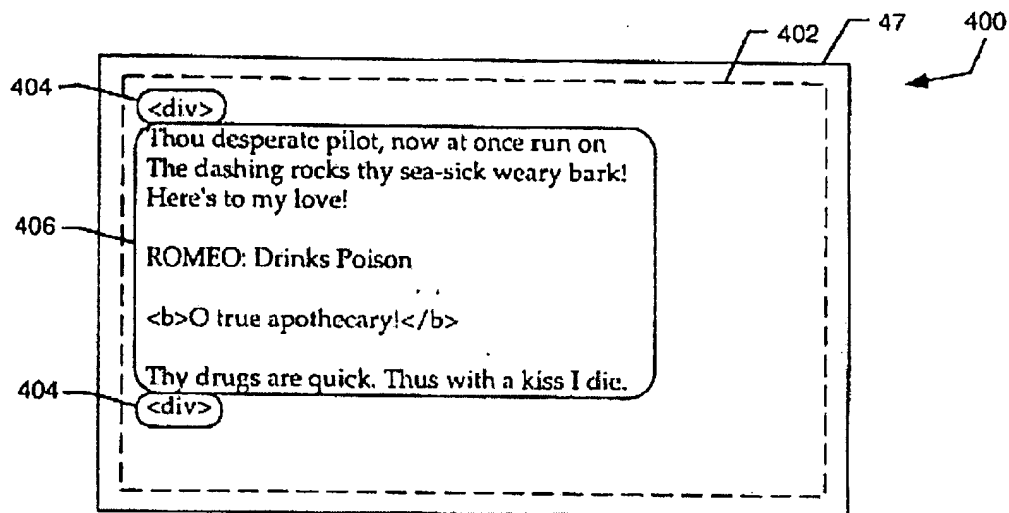 402
47
400
404
<div>
Thou desperate pilot, now at once run on
The dashing rocks thy sea-sick weary bark!
Here's to my love!
406
ROMEO: Drinks Poison
<b>O true apothecary!</b>
Thy drugs are quick. Thus with a kiss I die.
404
<div>